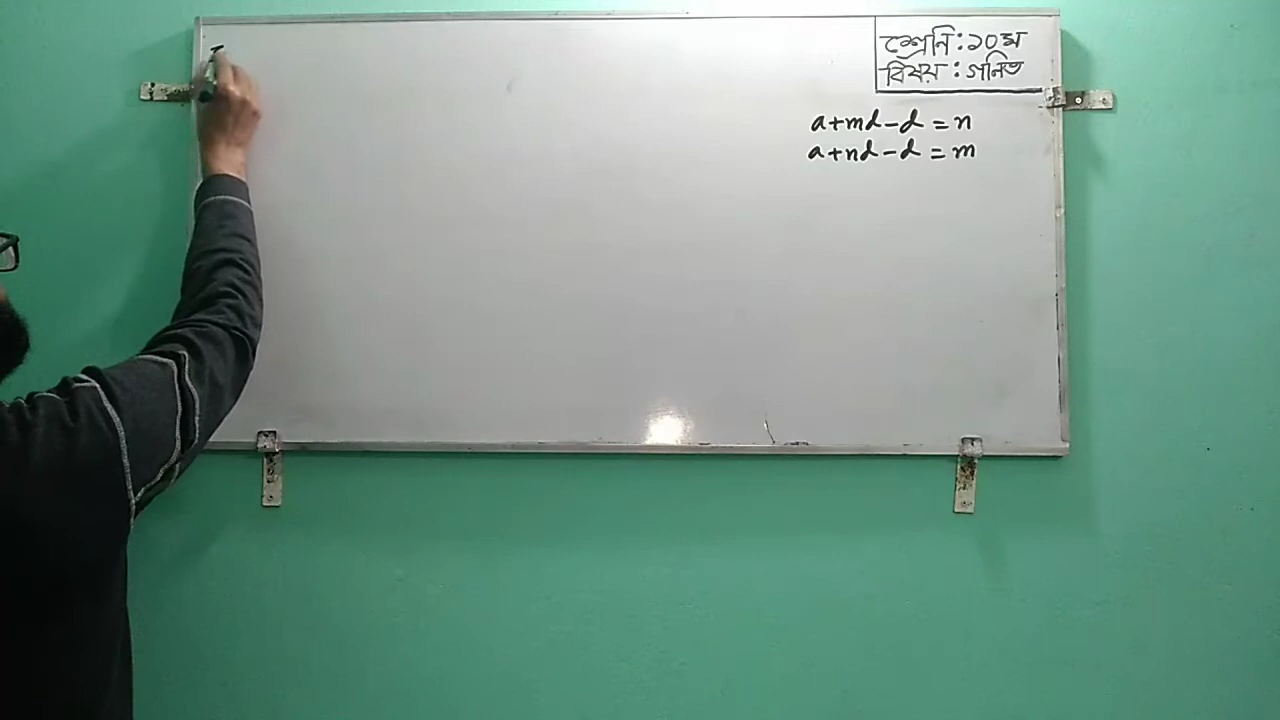 শ্রেনি : ১০ম
বিষয় : গনিত
a+md-d = n
a+nd-d = m